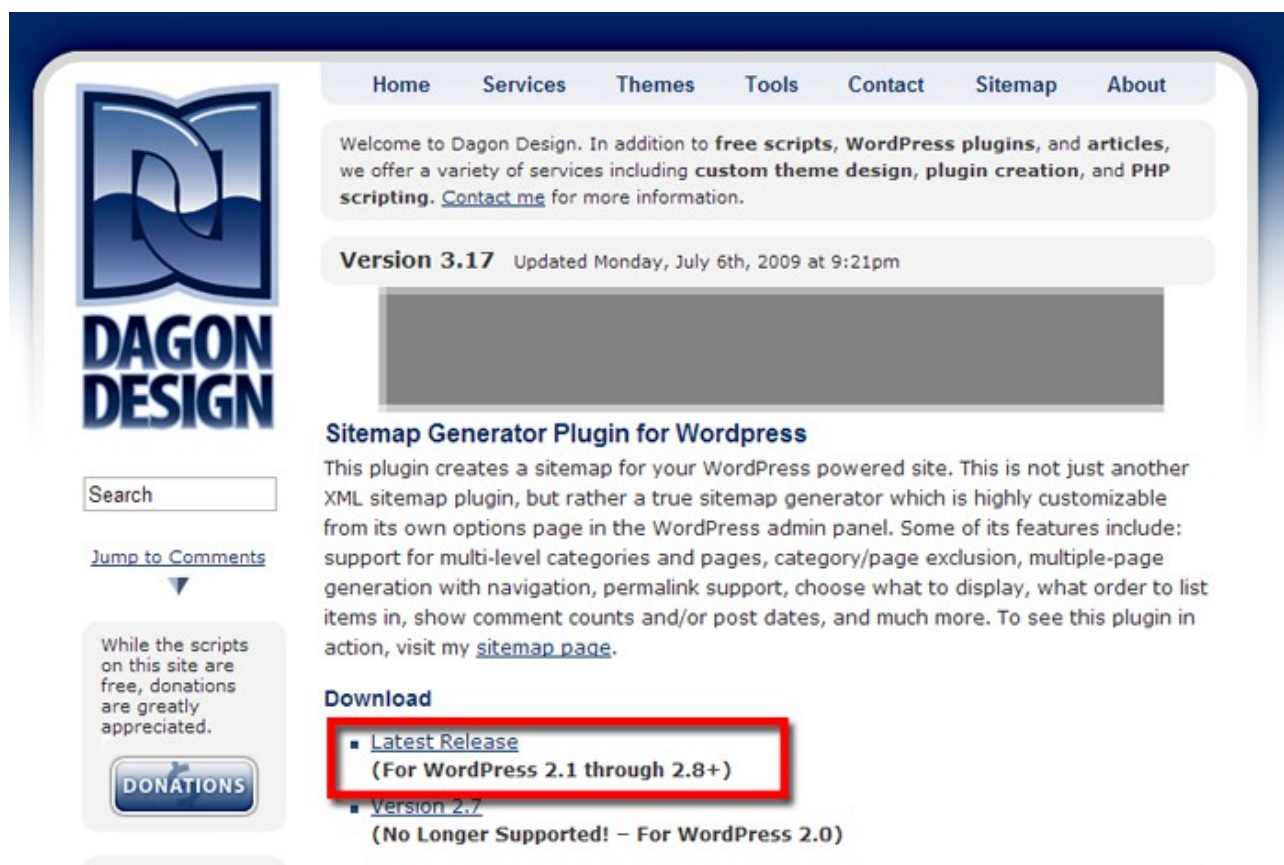 Home Services Themes Tools Contact Sitemap About
Welcome to Dagon Design. In addition to free scripts, WordPress plugins, and articles,
we offer a variety of services including custom theme design, plugin creation, and PHP
scripting. Contact me for more information.
Version 3.17 Updated Monday, July 6th, 2009 at 9:21pm
DAGON
DESIGN
Search
Jump to Comments
While the scripts
on this site are
free, donations
are greatly
appreciated.
DONATIONS
Sitemap Generator Plugin for Wordpress
This plugin creates a sitemap for your WordPress powered site. This is not just another
XML sitemap plugin, but rather a true sitemap generator which is highly customizable
from its own options page in the WordPress admin panel. Some of its features include:
support for multi-level categories and pages, category/page exclusion, multiple-page
generation with navigation, permalink support, choose what to display, what order to list
items in, show comment counts and/or post dates, and much more. To see this plugin in
action, visit my sitemap page.
Download
Latest Release
(For WordPress 2.1 through 2.8+)
Version 2.7
(No Longer Supported! – For WordPress 2.0)